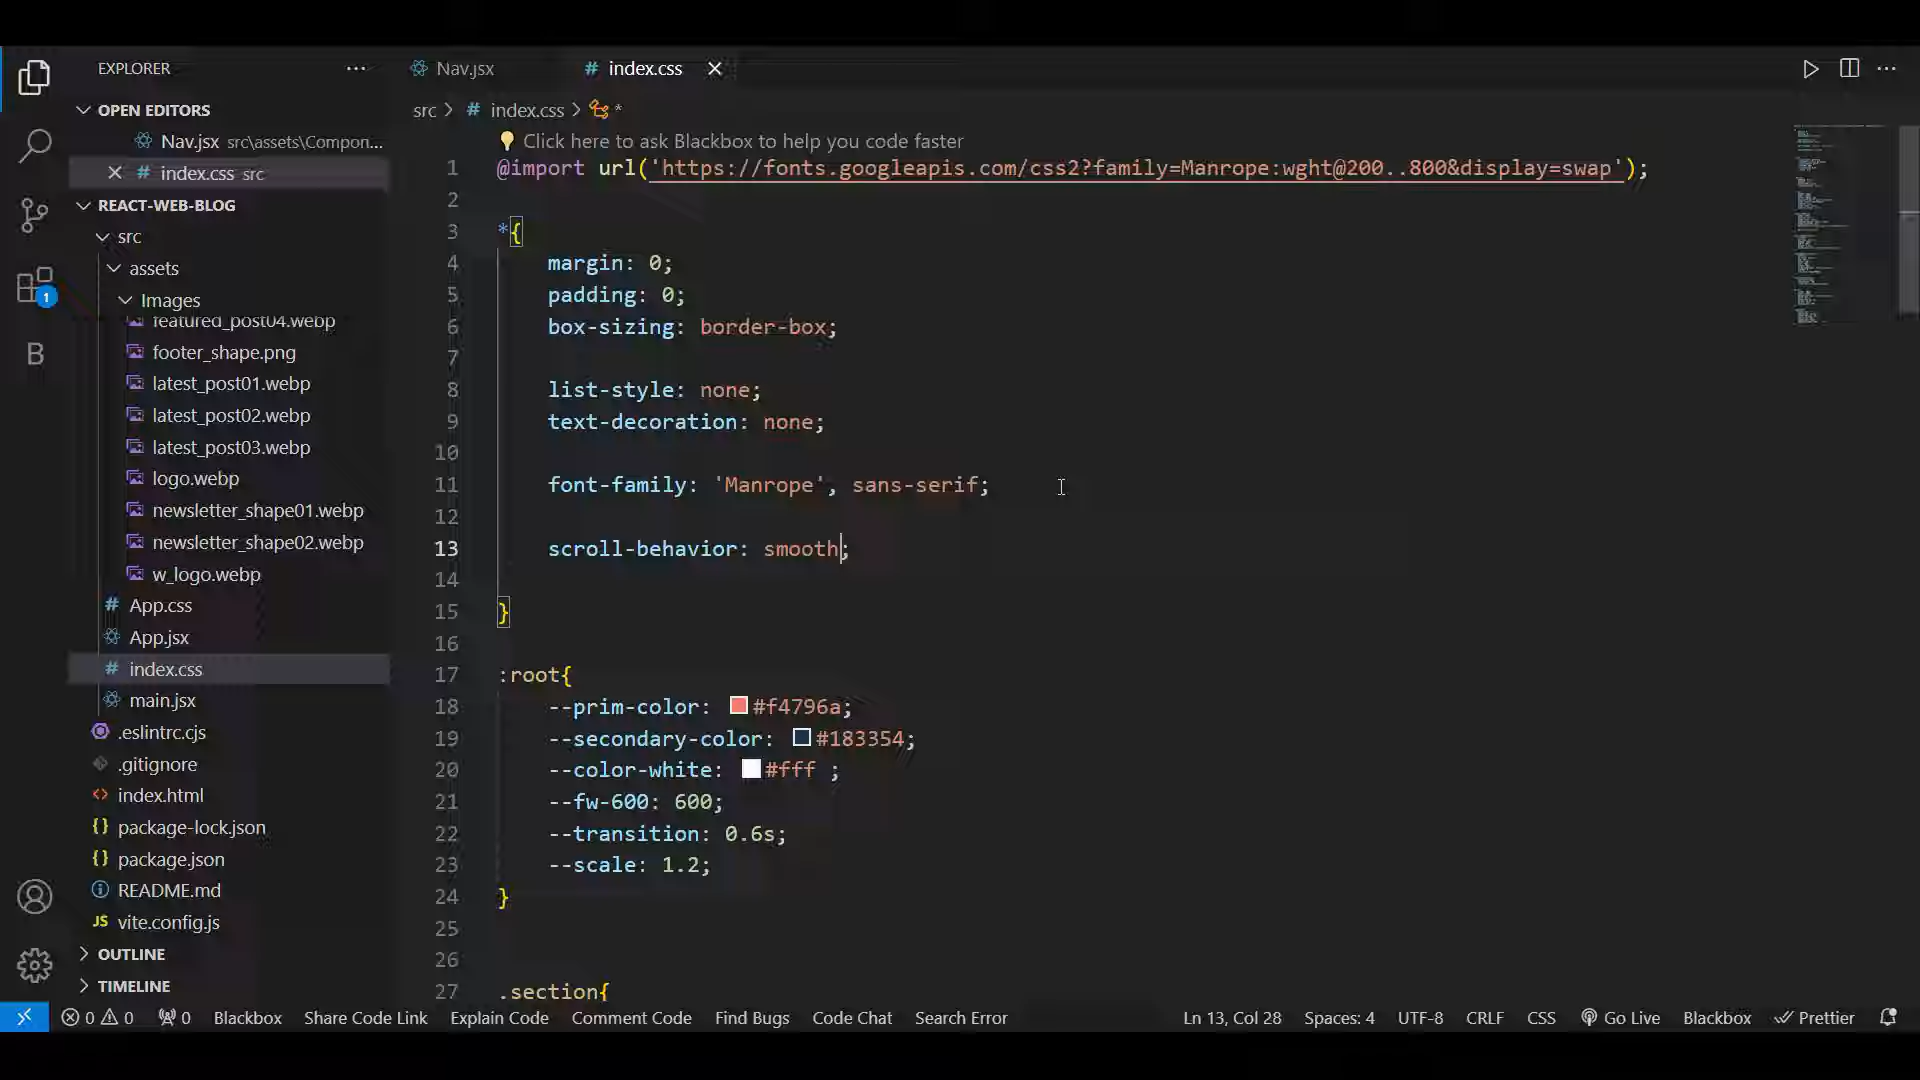 EXPLORER
OPEN EDITORS
Nav.jsx src\assets\Compon...
# index.css src
REACT-WEB-BLOG
src
assets
Images
featured_post04.webp
footer_shape.png
latest_post01.webp
latest_post02.webp
latest_post03.webp
logo.webp
newsletter_shape01.webp
newsletter_shape02.webp
w_logo.webp
# App.css
App.jsx
# index.css
main.jsx
.eslintrc.cjs
.gitignore
<> index.html
{} package-lock.json
{} package.json
README.md
JS vite.config.js
OUTLINE
TIMELINE
1
B
Nav.jsx
# index.css
src > # index.css > *
Click here to ask Blackbox to help you code faster
1 @import url('https://fonts.googleapis.com/css2?family=Manrope:wght@200..800&display=swap');
2
3 *{
4 margin: 0;
5 padding: 0;
6 box-sizing: border-box;
7
8 list-style: none;
9 text-decoration: none;
10
11 font-family: 'Manrope', sans-serif;
12
13 scroll-behavior: smooth;
14
15 }
16
17 :root{
18 --prim-color: #f4796a;
19 --secondary-color: #183354;
20 --color-white: #fff ;
21 --fw-600: 600;
22 --transition: 0.6s;
23 --scale: 1.2;
24 }
25
26
27 .section{
0 0 0 Blackbox Share Code Link Explain Code Comment Code Find Bugs Code Chat Search Error Ln 13, Col 28 Spaces: 4 UTF-8 CRLF CSS Go Live Blackbox Prettier